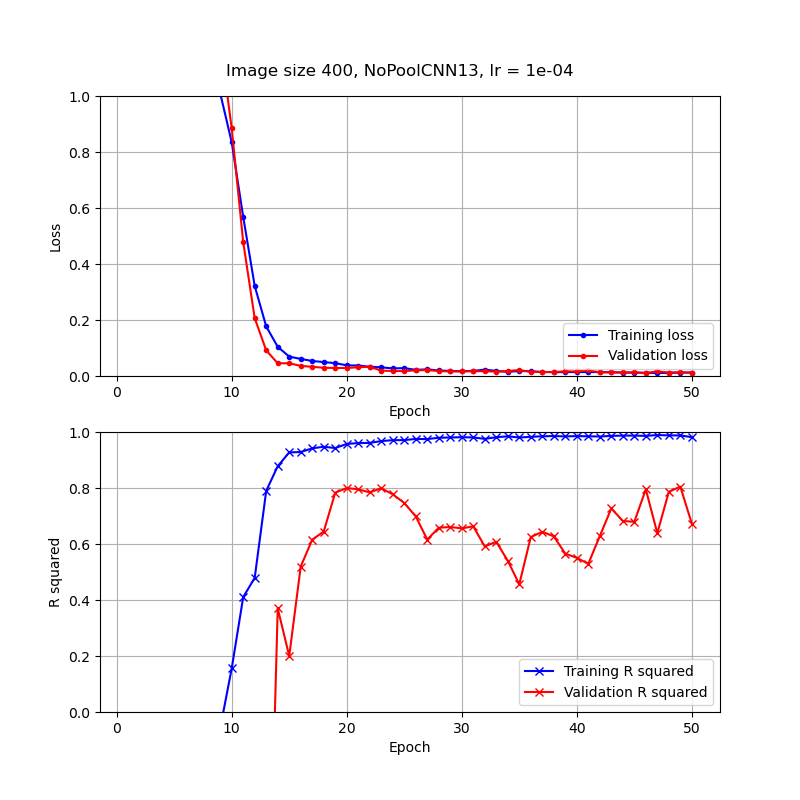 Image size 400, NoPoolCNN13, lr = 1e-04
1.0
0.8
0.6
0.4
0.2
0.0
Loss
Training loss
Validation loss
0 10 20 30 40 50
Epoch
1.0
0.8
0.6
0.4
0.2
0.0
R squared
Training R squared
Validation R squared
0 10 20 30 40 50
Epoch